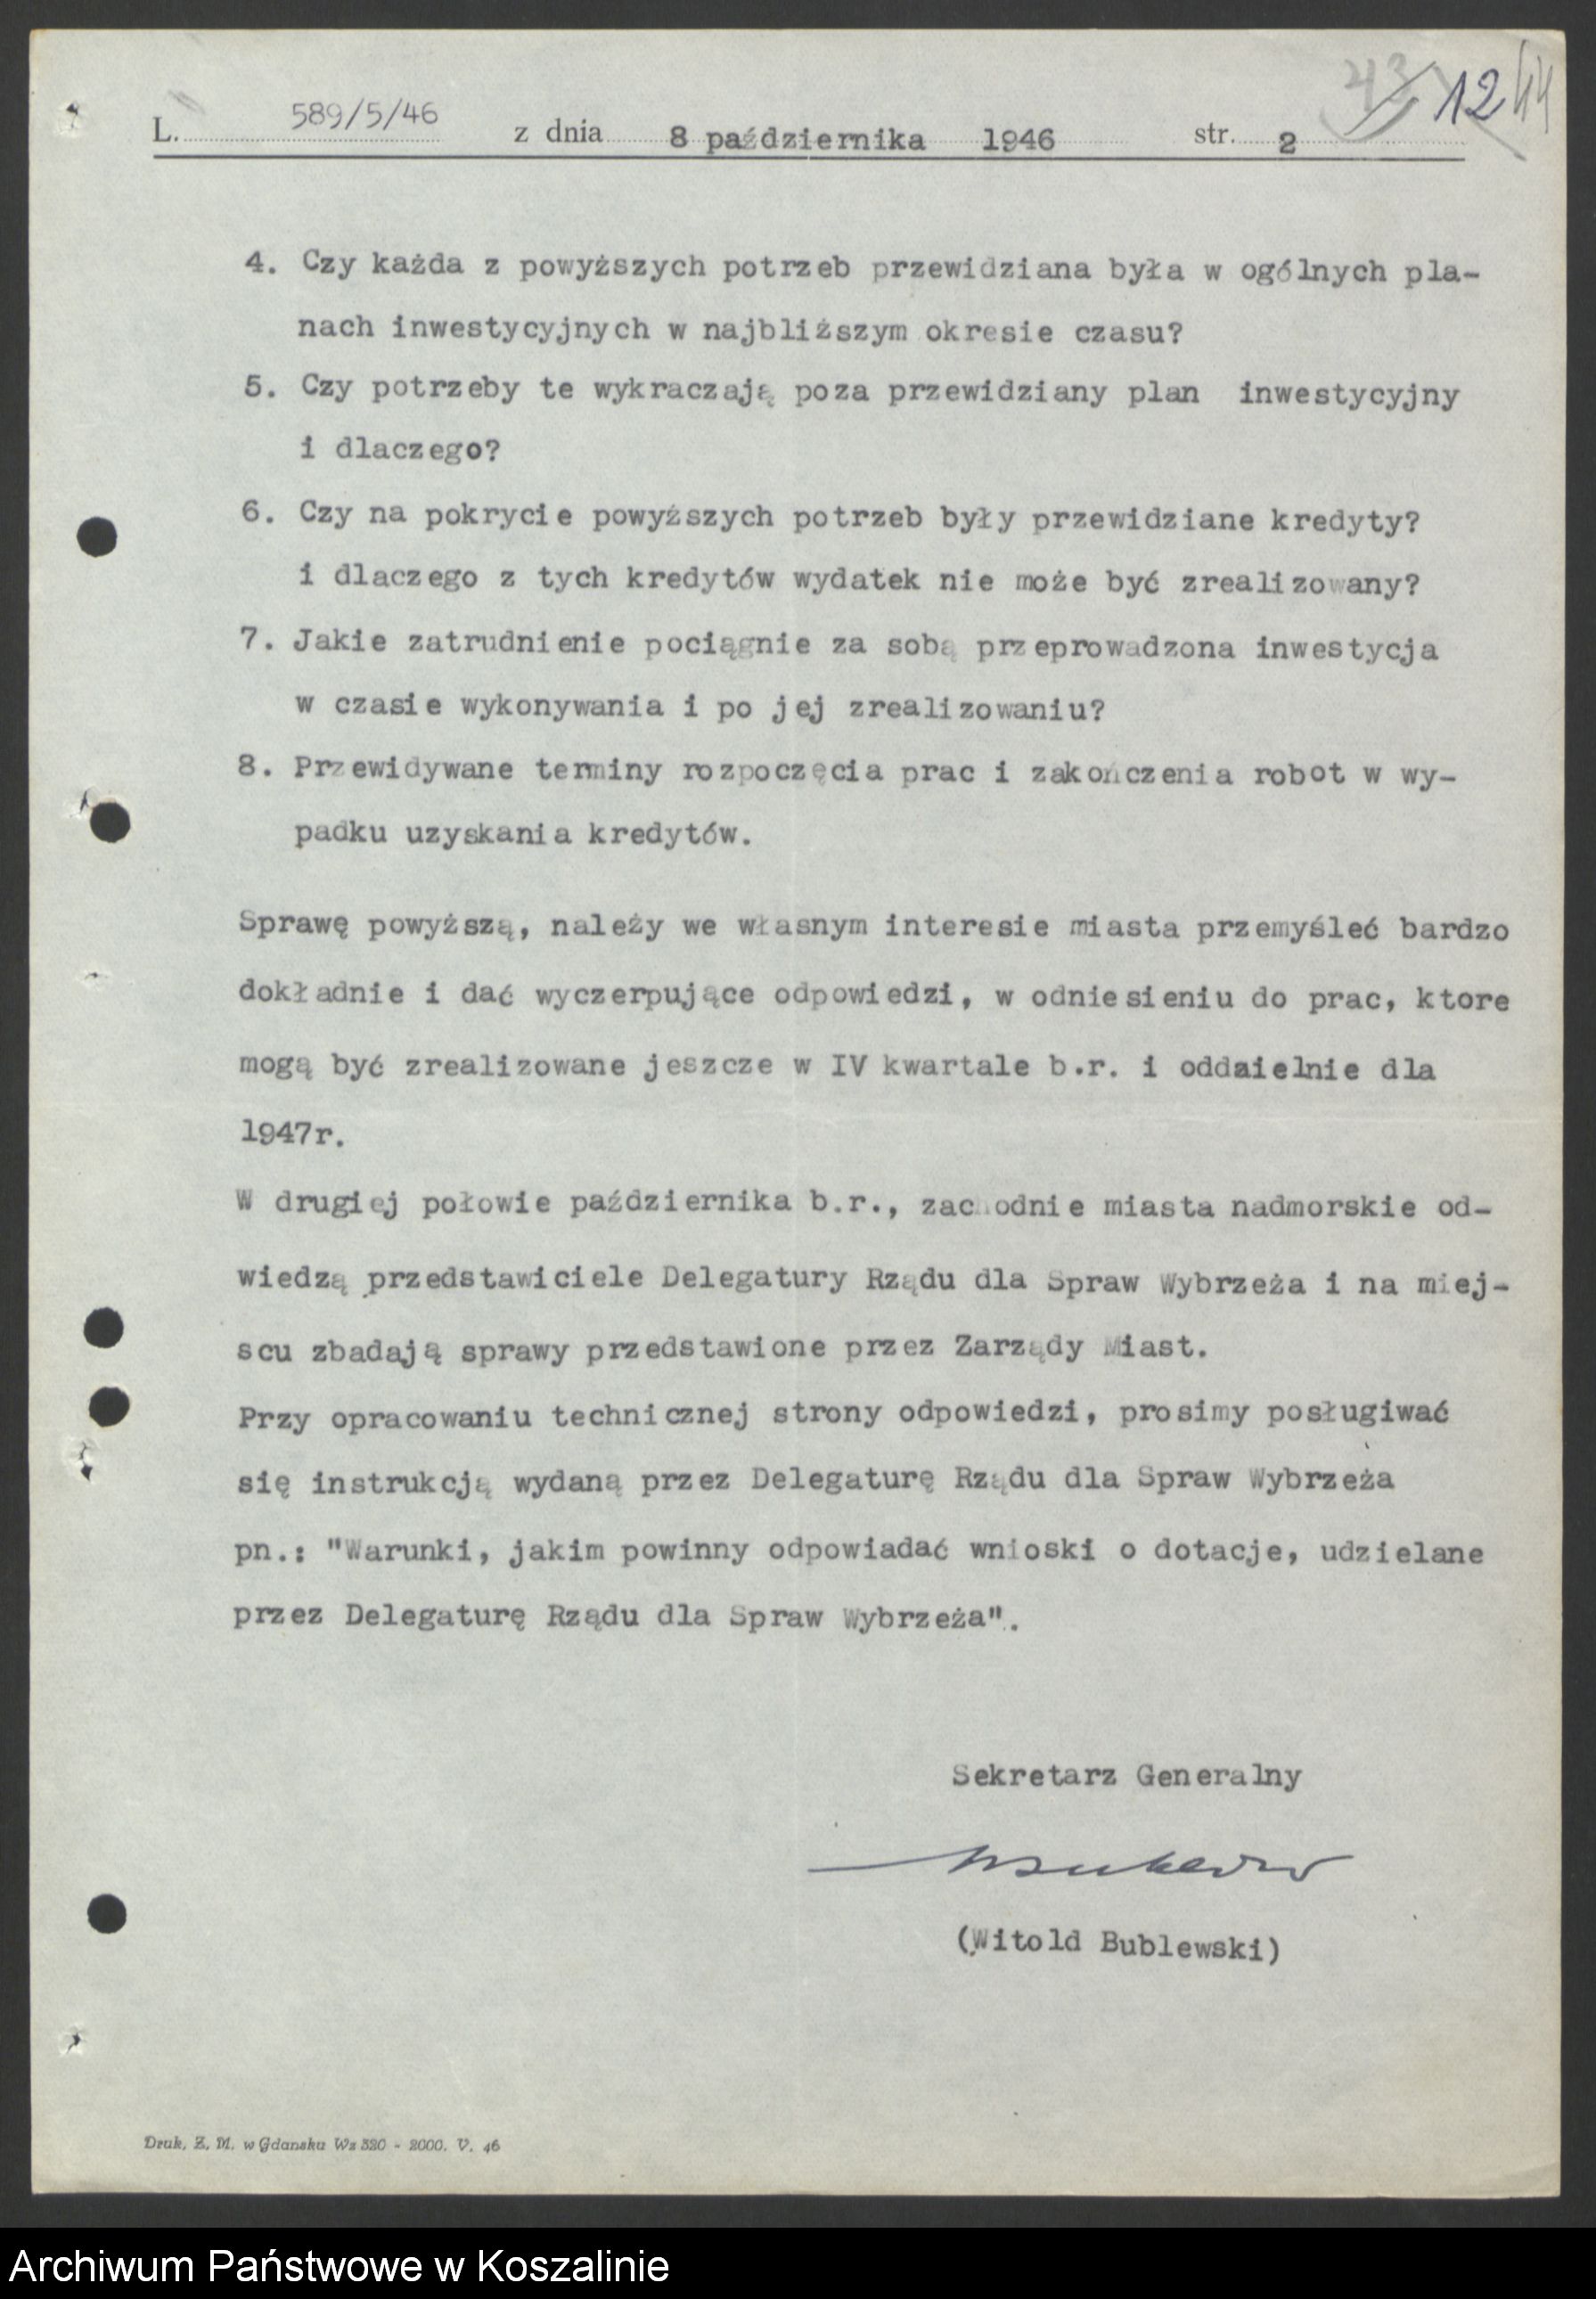 43 12 44
L. 589/5/46 z dnia 8 października 1946 str. 2
4. Czy każda z powyższych potrzeb przewidziana była w ogólnych pla-
nach inwestycyjnych w najbliższym okresie czasu?
5. Czy potrzeby te wykraczają poza przewidziany plan inwestycyjny
i dlaczego?
6. Czy na pokrycie powyższych potrzeb były przewidziane kredyty?
i dlaczego z tych kredytów wydatek nie może być zrealizowany?
7. Jakie zatrudnienie pociągnie za sobą przeprowadzona inwestycja
w czasie wykonywania i po jej zrealizowaniu?
8. Przewidywane terminy rozpoczęcia prac i zakończenia robot w wy-
padku uzyskania kredytów.
Sprawę powyższą, należy we własnym interesie miasta przemyśleć bardzo
dokładnie i dać wyczerpujące odpowiedzi, w odniesieniu do prac, ktore
mogą być zrealizowane jeszcze w IV kwartale b.r. i oddzielnie dla
1947r.
W drugiej połowie października b.r., zachodnie miasta nadmorskie od-
wiedzą przedstawiciele Delegatury Rządu dla Spraw Wybrzeża i na miej-
scu zbadają sprawy przedstawione przez Zarządy Miast.
Przy opracowaniu technicznej strony odpowiedzi, prosimy posługiwać
się instrukcją wydaną przez Delegaturę Rządu dla Spraw Wybrzeża
pn.: "Warunki, jakim powinny odpowiadać wnioski o dotacje, udzielane
przez Delegaturę Rządu dla Spraw Wybrzeża".
Sekretarz Generalny
(Witold Bublewski)
Druk. Z. M. w Gdansku Wz 320 - 2000. V. 46
Archiwum Państwowe w Koszalinie